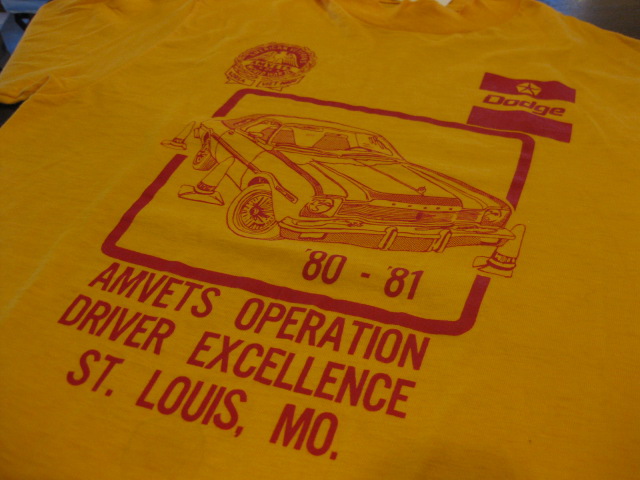 Dodge
'80 - '81
AMVETS OPERATION
DRIVER EXCELLENCE
ST. LOUIS, MO.